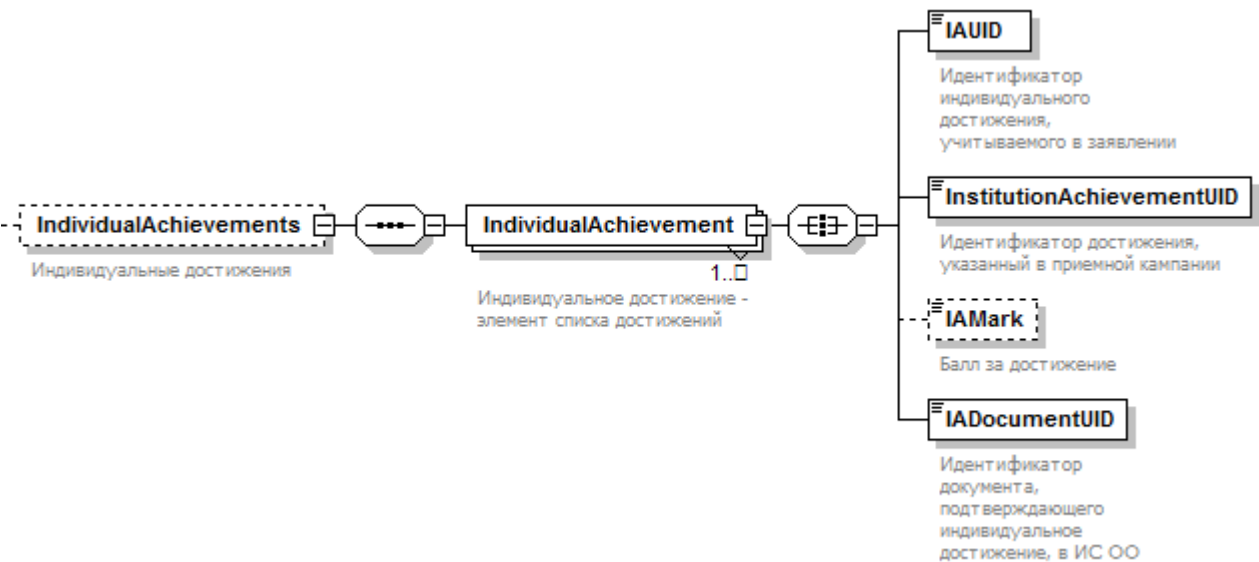 IndividualAchievements
Индивидуальные достижения
IndividualAchievement
1..□
Индивидуальное достижение -
элемент списка достижений
IAUID
Идентификатор
индивидуального
достижения,
учитываемого в заявлении
InstitutionAchievementUID
Идентификатор достижения,
указанный в приемной кампании
IAMark
Балл за достижение
IADocumentUID
Идентификатор
документа,
подтверждающего
индивидуальное
достижение, в ИС ОО